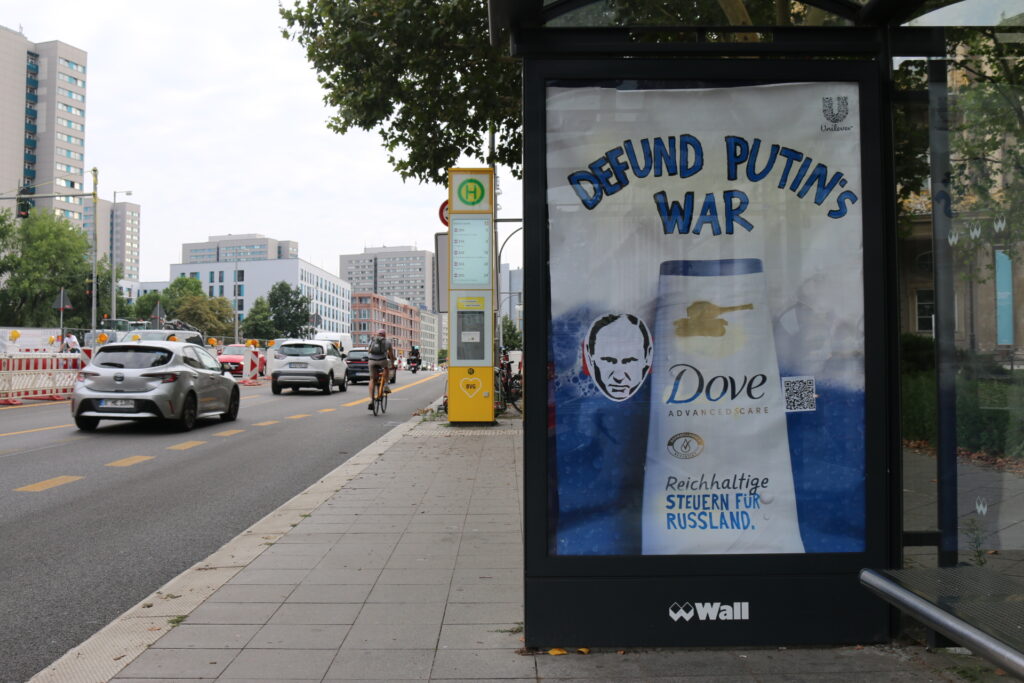 Unilever
DEFUND PUTIN'S
WAR
Dove
ADVANCED CARE
Reichhaltige
STEUERN FÜR
RUSSLAND.
Wall
H
BVG